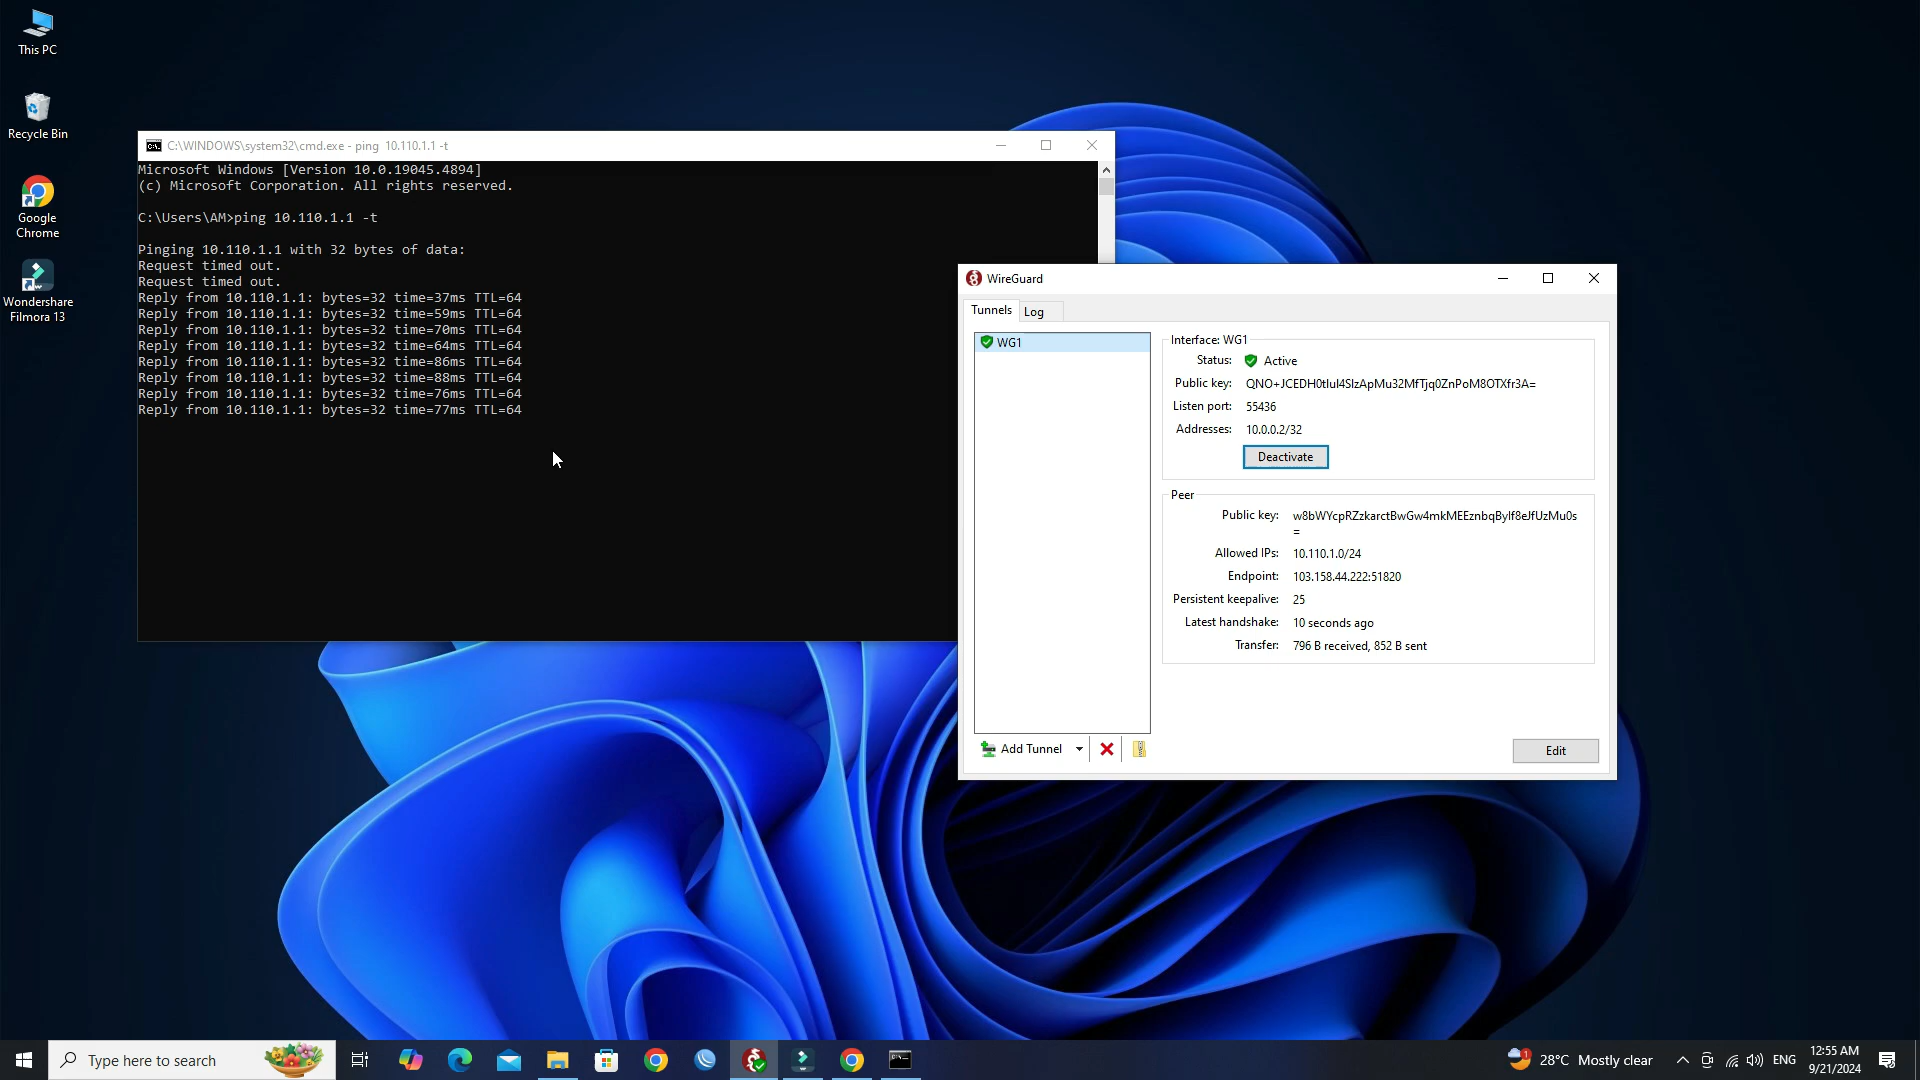 This PC
Recycle Bin
Google
Chrome
Wondershare
Filmora 13
C:\WINDOWS\system32\cmd.exe - ping  10.110.1.1 -t
Microsoft Windows [Version 10.0.19045.4894]
(c) Microsoft Corporation. All rights reserved.
C:\Users\AM>ping 10.110.1.1 -t
Pinging 10.110.1.1 with 32 bytes of data:
Request timed out.
Request timed out.
Reply from 10.110.1.1: bytes=32 time=37ms TTL=64
Reply from 10.110.1.1: bytes=32 time=59ms TTL=64
Reply from 10.110.1.1: bytes=32 time=70ms TTL=64
Reply from 10.110.1.1: bytes=32 time=64ms TTL=64
Reply from 10.110.1.1: bytes=32 time=86ms TTL=64
Reply from 10.110.1.1: bytes=32 time=88ms TTL=64
Reply from 10.110.1.1: bytes=32 time=76ms TTL=64
Reply from 10.110.1.1: bytes=32 time=77ms TTL=64
WireGuard
Tunnels Log
WG1
Interface: WG1
Status: Active
Public key: QNO+JCEDH0tIul4SIzApMu32MfTjq0ZnPoM8OTXfr3A=
Listen port: 55436
Addresses: 10.0.0.2/32
Deactivate
Peer
Public key: w8bWYcpRZzkarctBwGw4mkMEEznbqBylf8eJfUzMu0s
=
Allowed IPs: 10.110.1.0/24
Endpoint: 103.158.44.222:51820
Persistent keepalive: 25
Latest handshake: 10 seconds ago
Transfer: 796 B received, 852 B sent
Add Tunnel
Edit
Type here to search
28°C Mostly clear
ENG
12:55 AM
9/21/2024